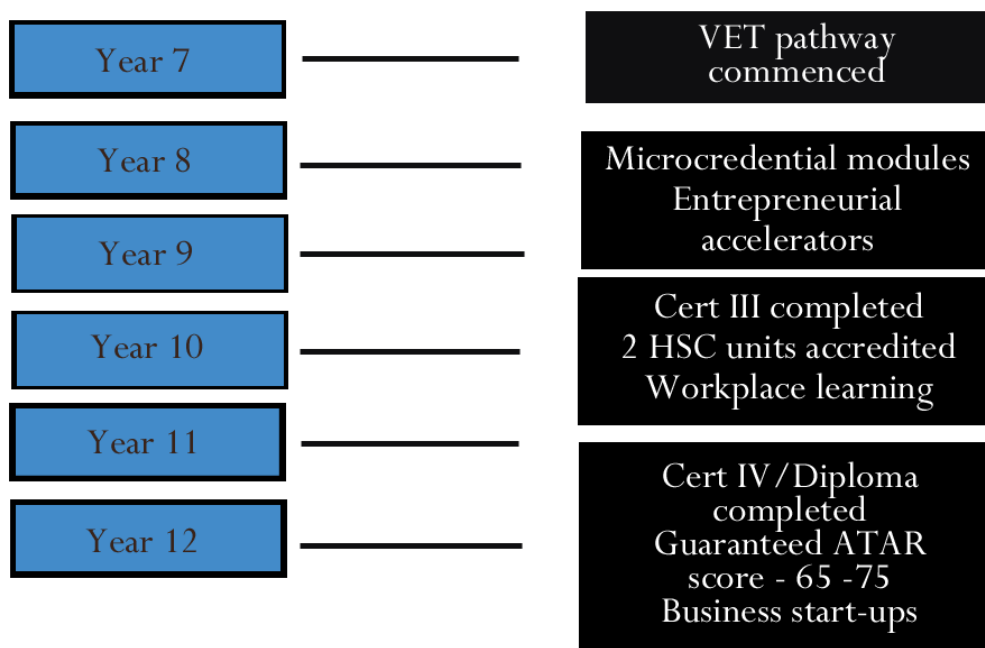 Year 7
VET pathway
commenced
Year 8
Microcredential modules
Entrepreneurial
accelerators
Year 9
Year 10
Cert III completed
2 HSC units accredited
Workplace learning
Year 11
Year 12
Cert IV/Diploma
completed
Guaranteed ATAR
score - 65 -75
Business start-ups